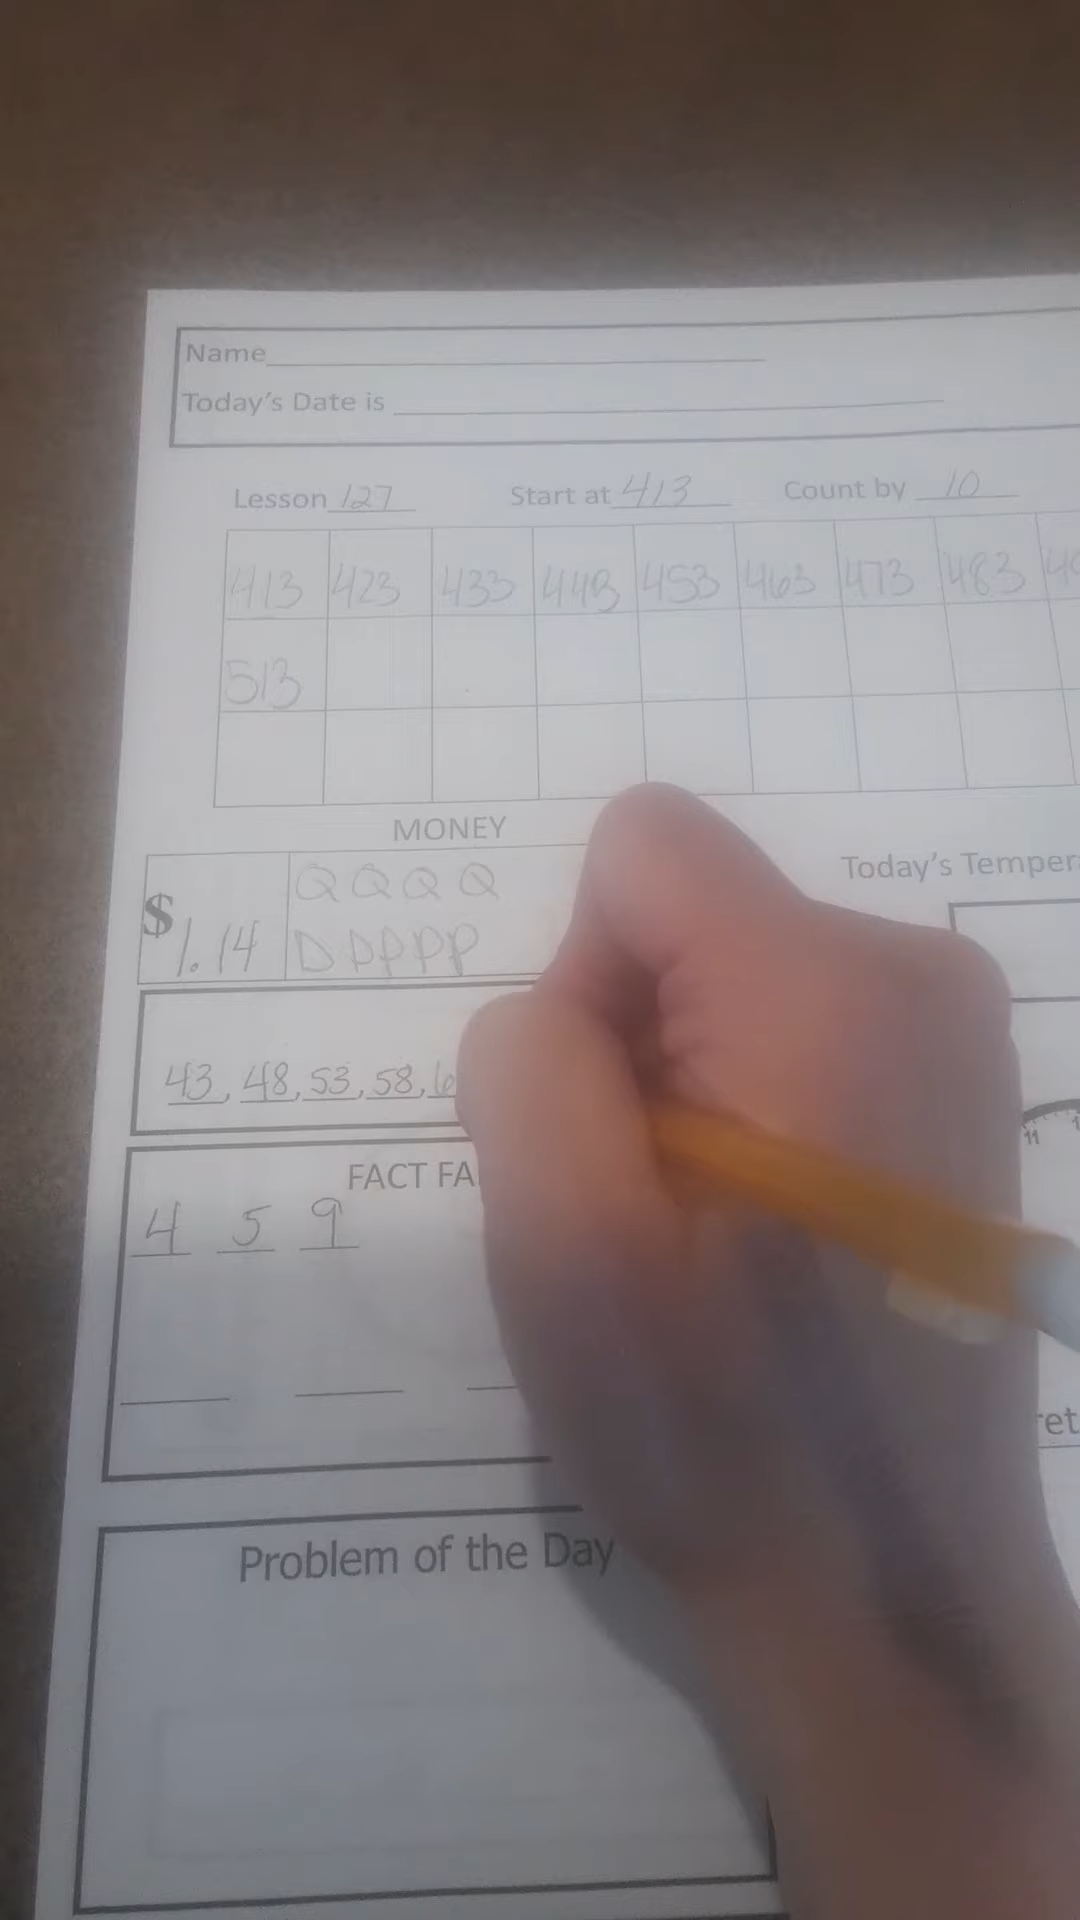 Name
Today's Date is
Lesson 127 Start at 413 Count by 10
413 423 433 443 453 463 473 483
513
MONEY
Today's Temper
$ 1.14
Q Q Q Q
D P P P P
43, 48, 53, 58, 6
11
FACT FA
4 5 9
ret
Problem of the Day